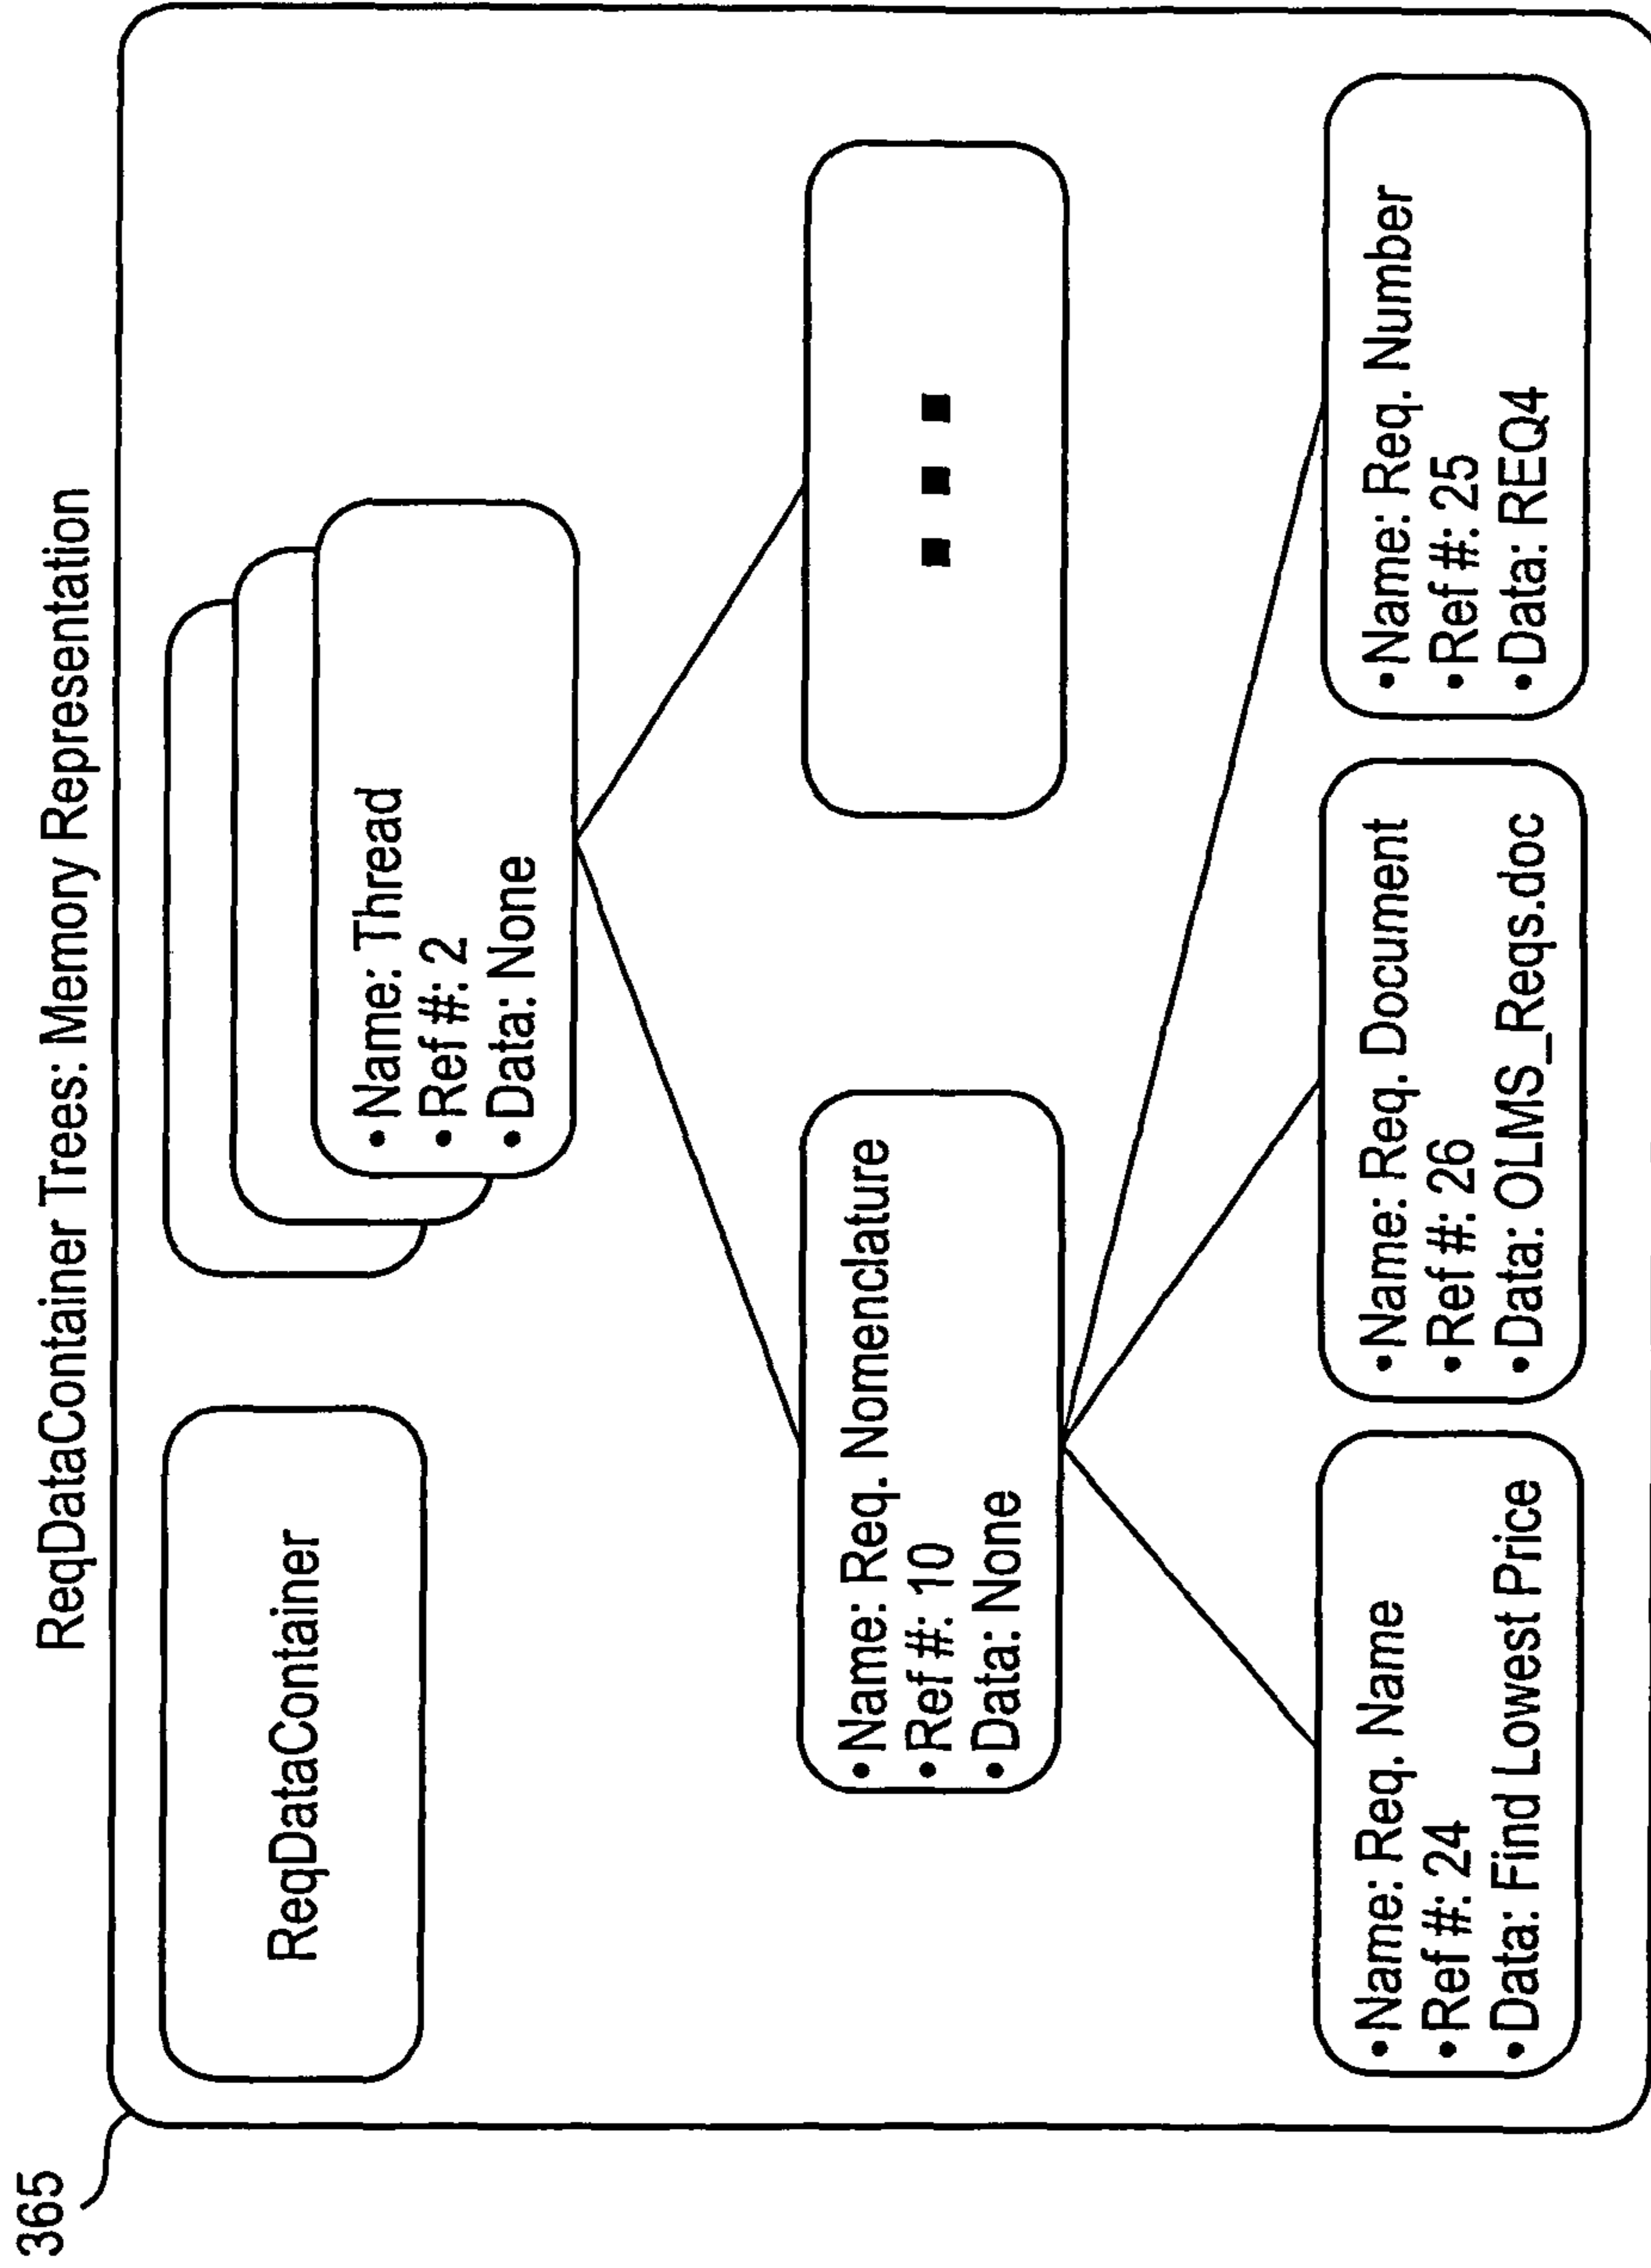 365
ReqDataContainer Trees: Memory Representation
ReqDataContainer
•Name: Thread
•Ref #: 2
•Data: None
•Name: Req. Nomenclature
•Ref #: 10
•Data: None
•Name: Req. Name
•Ref #: 24
•Data: Find Lowest Price
•Name: Req. Document
•Ref #: 26
•Data: OLMS_Reqs.doc
•Name: Req. Number
•Ref #: 25
•Data: REQ4